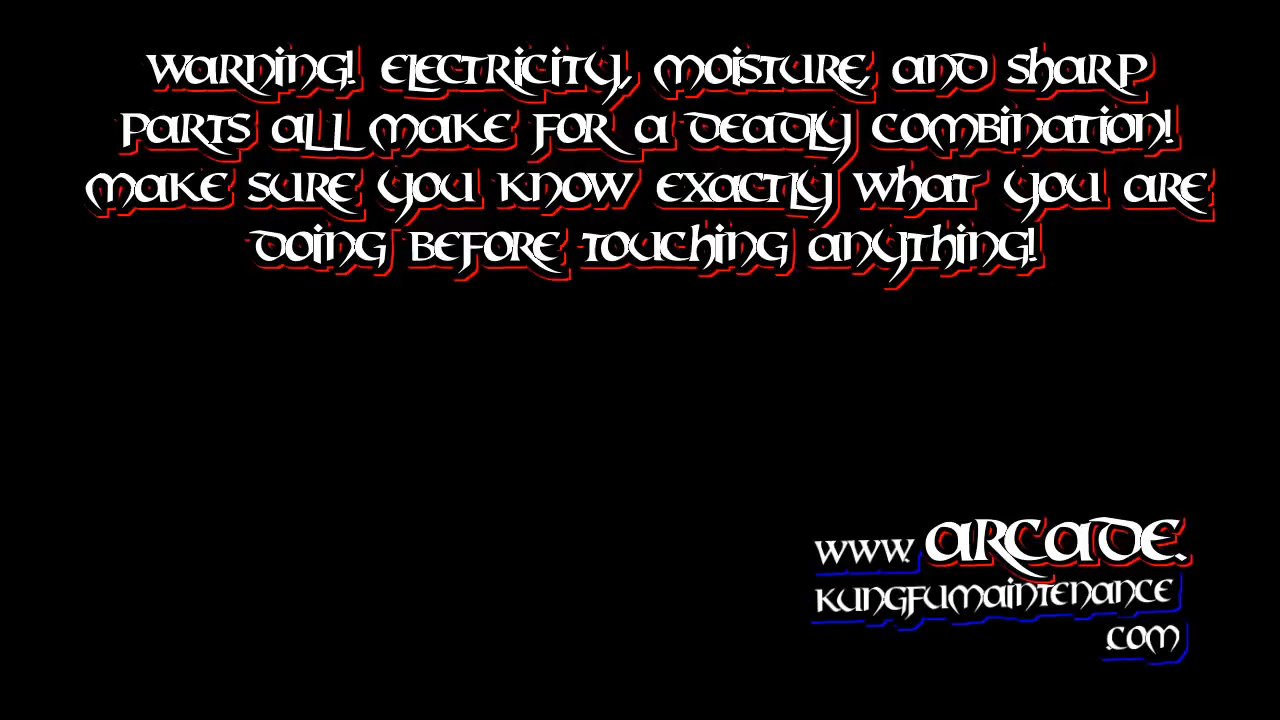 Warning! Electricity, moisture, and sharp
parts all make for a deadly combination!
Make sure you know exactly what you are
doing before touching anything!
www.arcade.
kungfumaintenance
.com